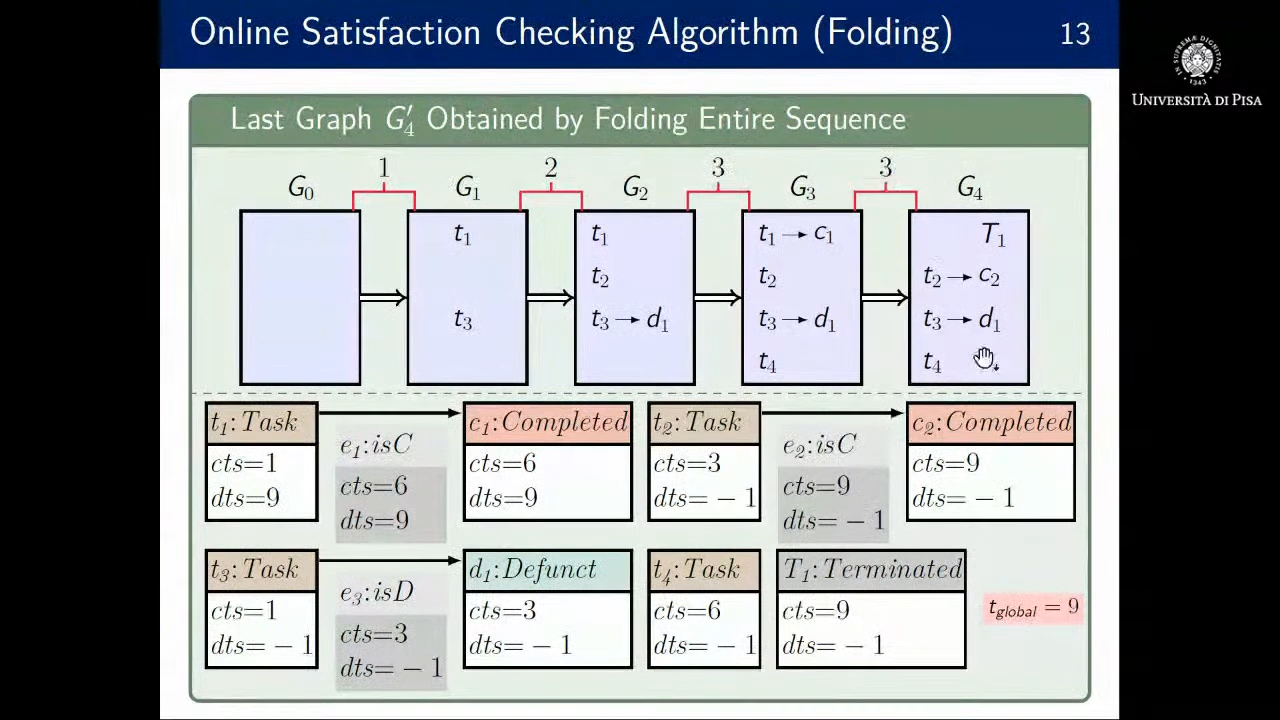 Online Satisfaction Checking Algorithm (Folding) 13
IN SUPREMÆ DIGNITATIS
1343
UNIVERSITÀ DI PISA
Last Graph G′₄ Obtained by Folding Entire Sequence
1 2 3 3
G₀ G₁ G₂ G₃ G₄
t₁ t₁ t₁ → c₁ T₁
t₂ t₂ t₂ → c₂
t₃ t₃ → d₁ t₃ → d₁ t₃ → d₁
t₄ t₄
t₁:Task
cts=1
dts=9
e₁:isC
cts=6
dts=9
c₁:Completed
cts=6
dts=9
t₂:Task
cts=3
dts=−1
e₂:isC
cts=9
dts=−1
c₂:Completed
cts=9
dts=−1
t₃:Task
cts=1
dts=−1
e₃:isD
cts=3
dts=−1
d₁:Defunct
cts=3
dts=−1
t₄:Task
cts=6
dts=−1
T₁:Terminated
cts=9
dts=−1
t_global = 9